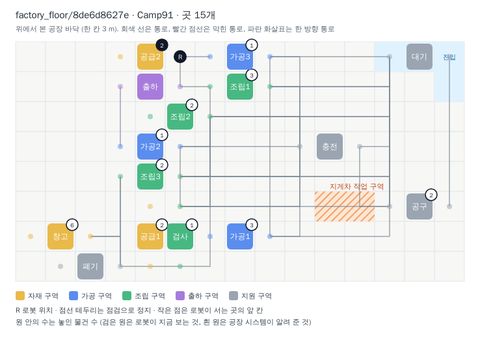 factory_floor/8de6d8627e · Camp91 · 곳 15개
위에서 본 공장 바닥 (한 칸 3 m). 회색 선은 통로, 빨간 점선은 막힌 통로, 파란 화살표는 한 방향 통로
공급2 2 R 가공3 1 대기 진입
출하 조립1 3
조립2 2
가공2 1 충전
조립3 2
지게차 작업 구역
공구 2
창고 6 공급1 2 검사 1 가공1 3
폐기
자재 구역 가공 구역 조립 구역 출하 구역 지원 구역
R 로봇 위치 · 점선 테두리는 점검으로 정지 · 작은 점은 로봇이 서는 곳의 앞 칸
원 안의 수는 놓인 물건 수 (검은 원은 로봇이 지금 보는 것, 흰 원은 공장 시스템이 알려 준 것)